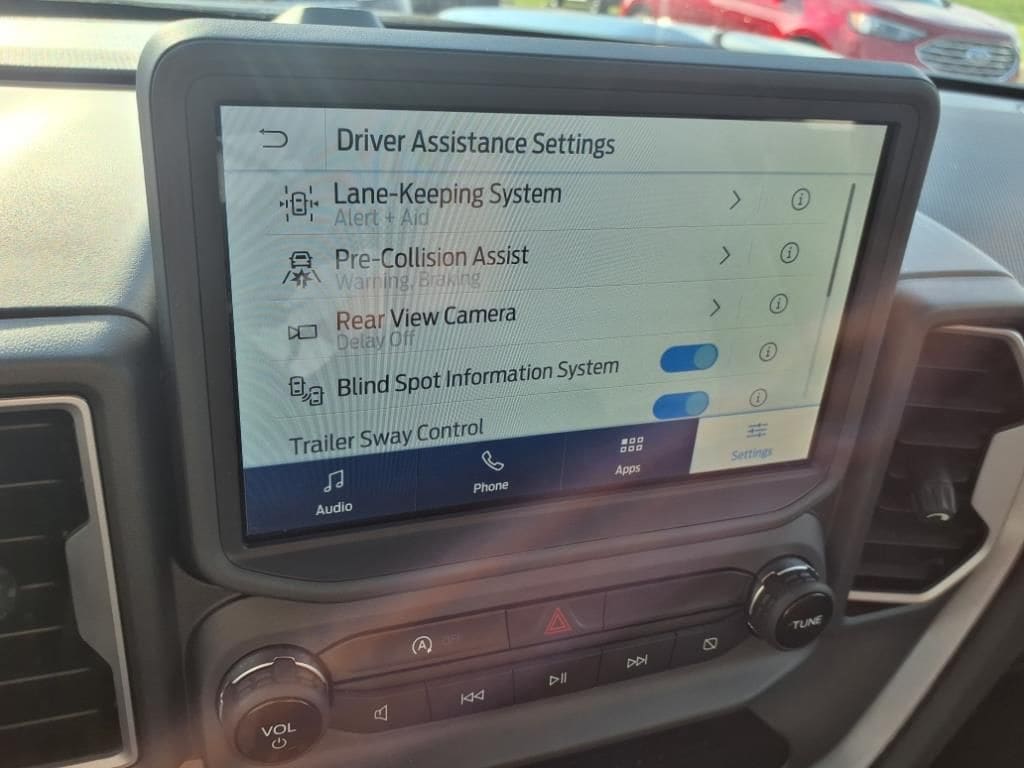 Driver Assistance Settings
Lane-Keeping System
Alert + Aid
Pre-Collision Assist
Warning, Braking
Rear View Camera
Delay Off
Blind Spot Information System
Trailer Sway Control
Audio
Phone
Apps
Settings
A OFF
TUNE
VOL